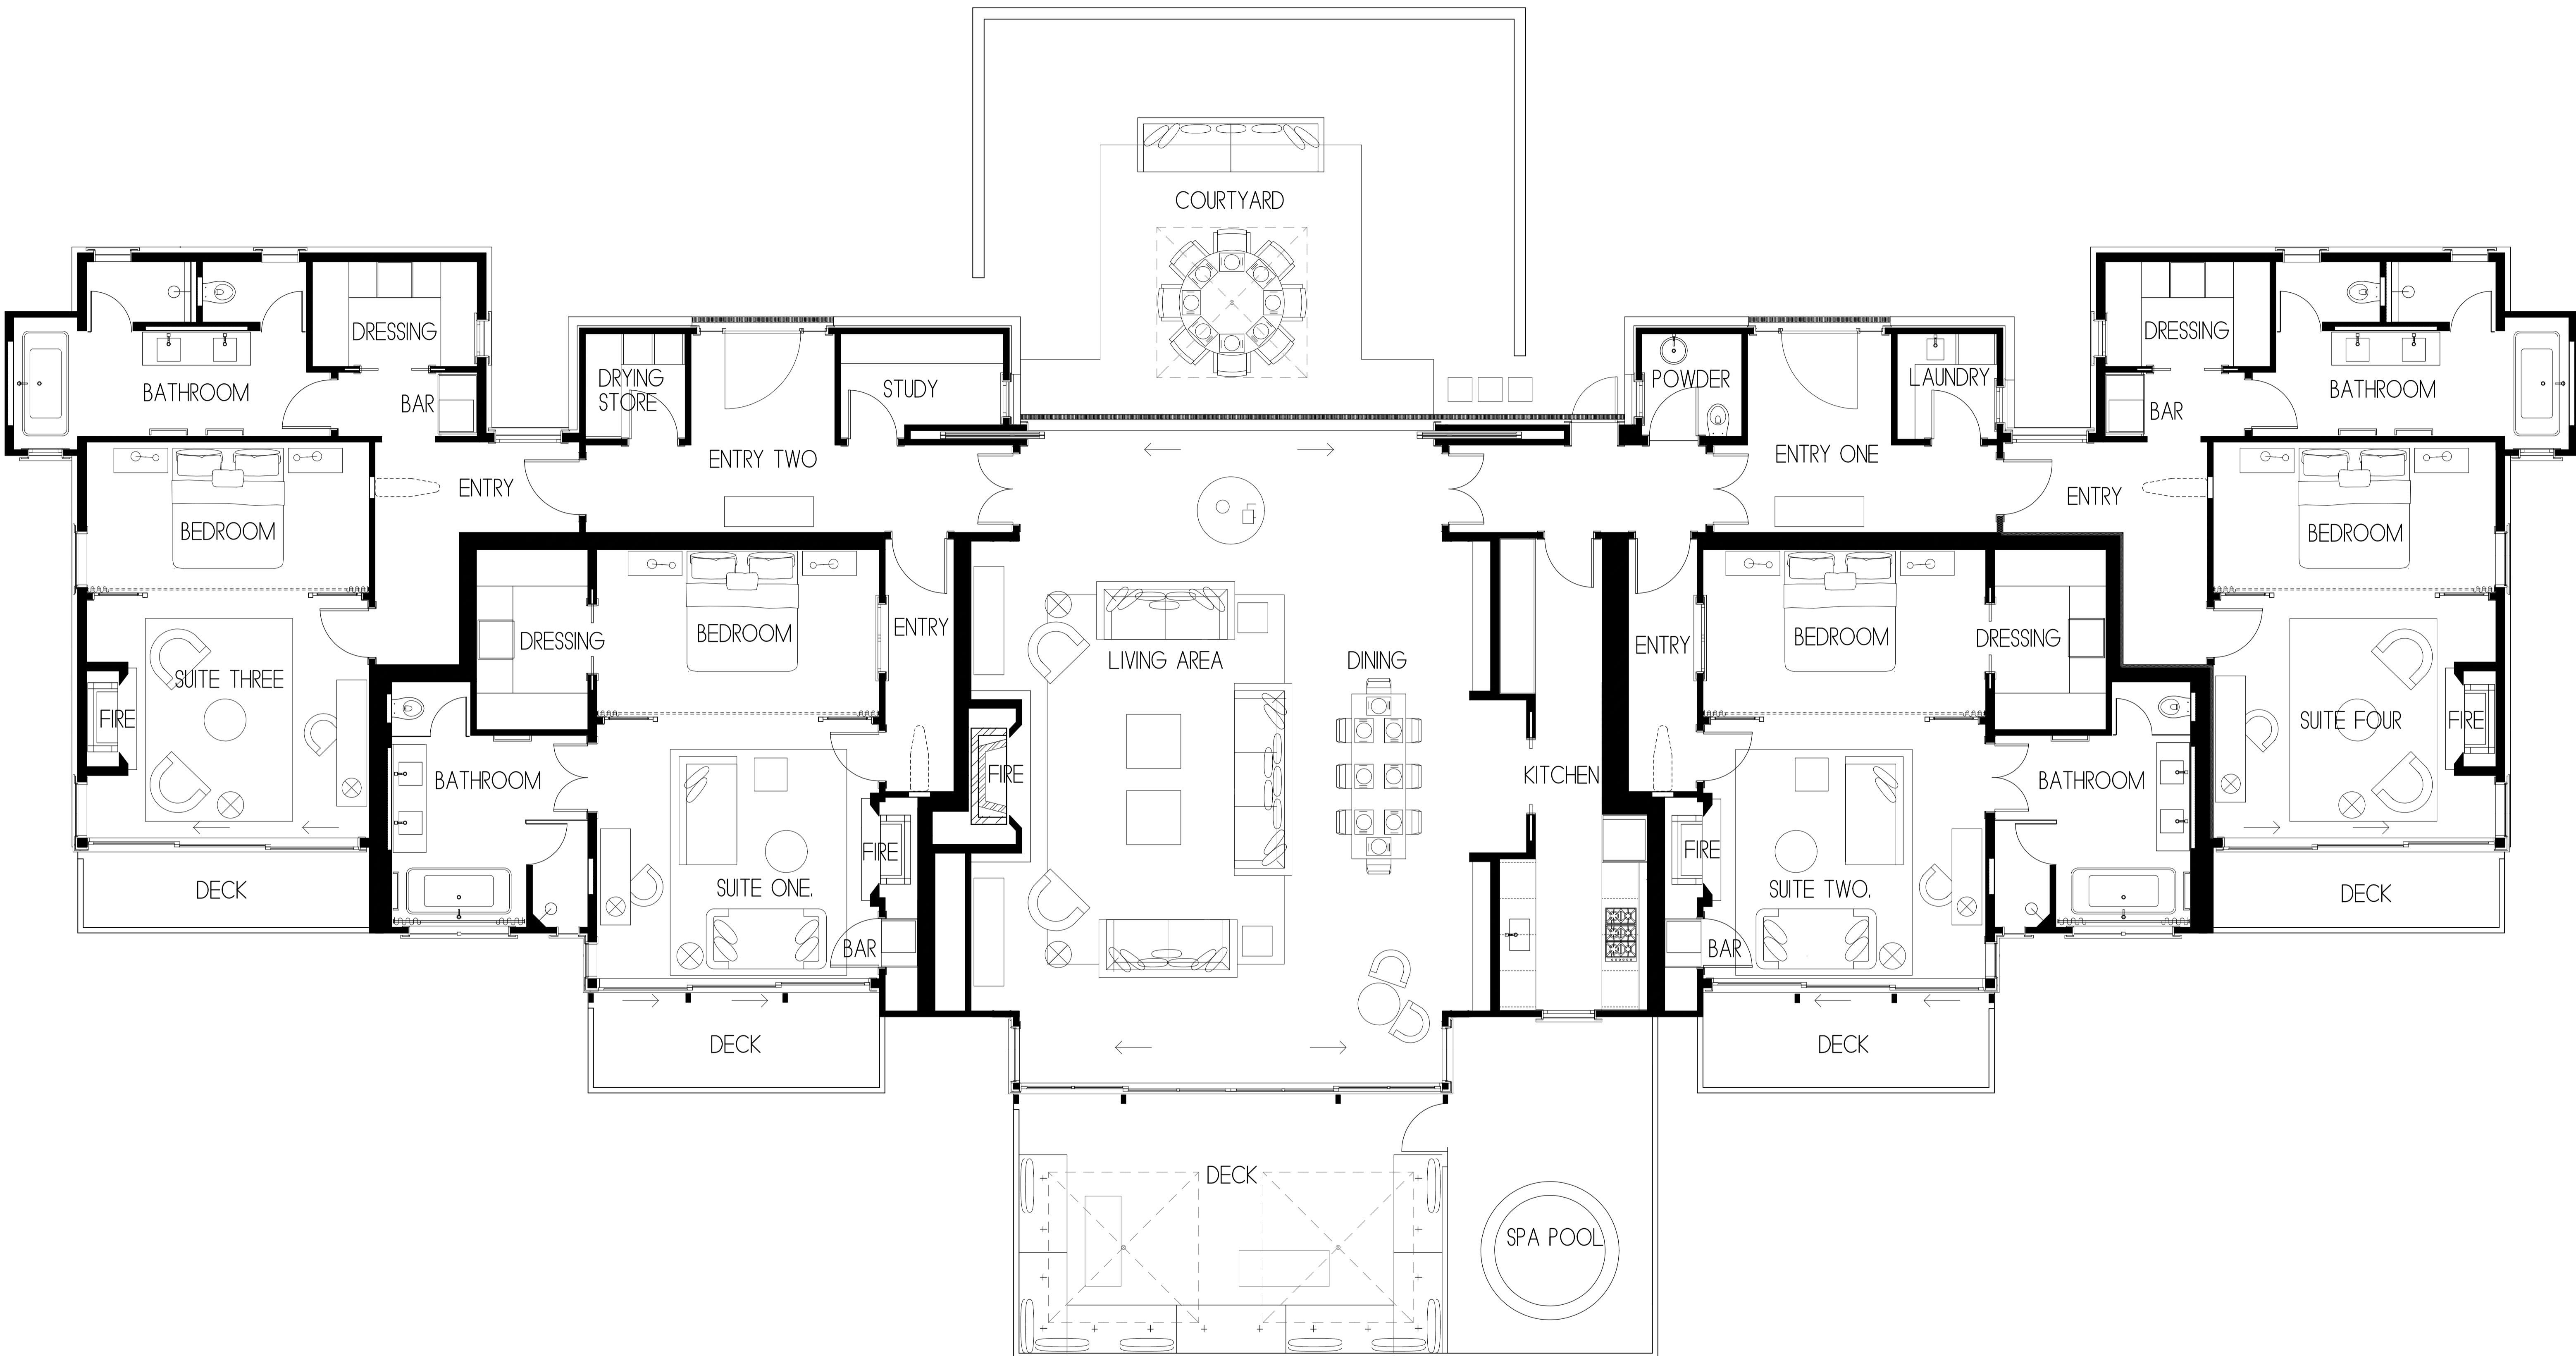 COURTYARD
DRESSING
BATHROOM
BAR
DRYING
STORE
STUDY
POWDER
LAUNDRY
DRESSING
BATHROOM
BAR
ENTRY TWO
ENTRY ONE
ENTRY
ENTRY
BEDROOM
BEDROOM
DRESSING
BEDROOM
ENTRY
LIVING AREA
DINING
ENTRY
BEDROOM
DRESSING
SUITE THREE
FIRE
SUITE FOUR
FIRE
BATHROOM
FIRE
KITCHEN
BATHROOM
FIRE
FIRE
DECK
SUITE ONE.
SUITE TWO.
DECK
BAR
BAR
DECK
DECK
DECK
SPA POOL